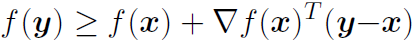 f(y) ≥ f(x) + ∇f(x)^T(y−x)